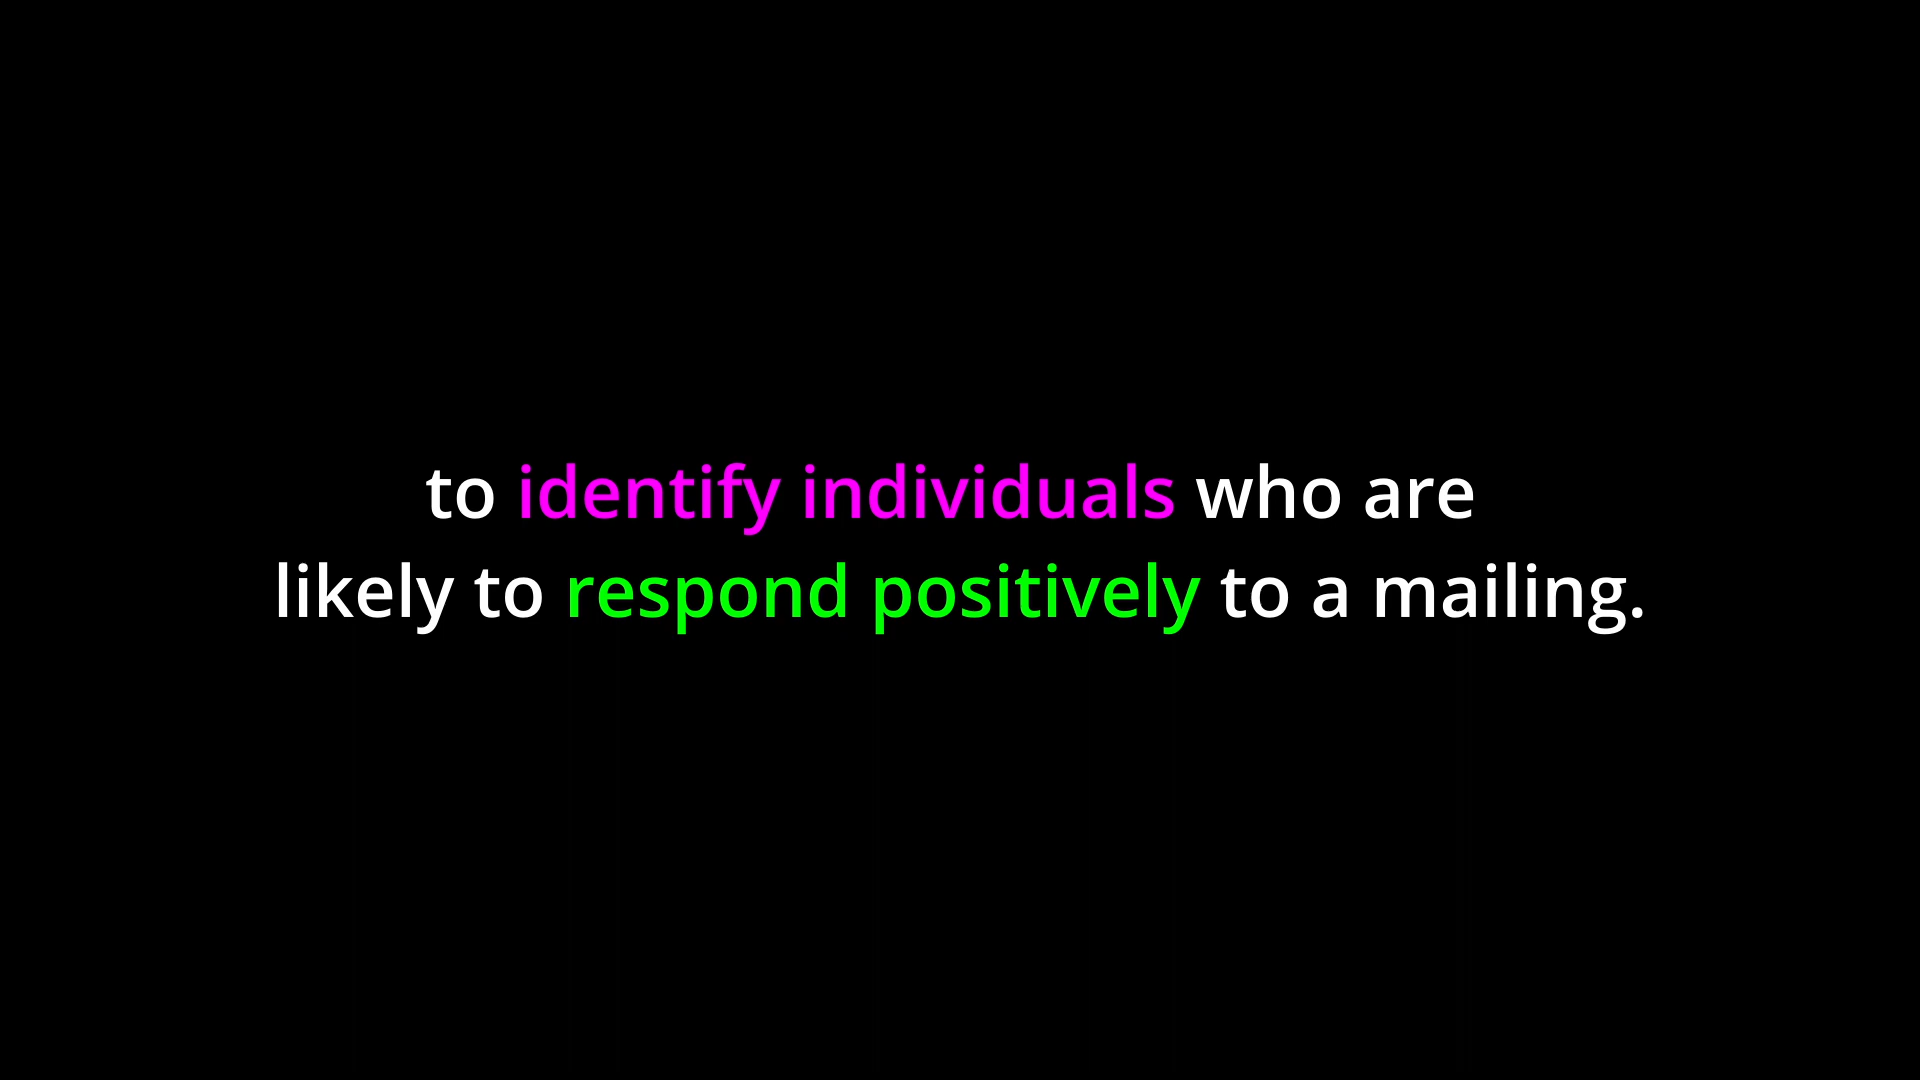 to identify individuals who are
likely to respond positively to a mailing.